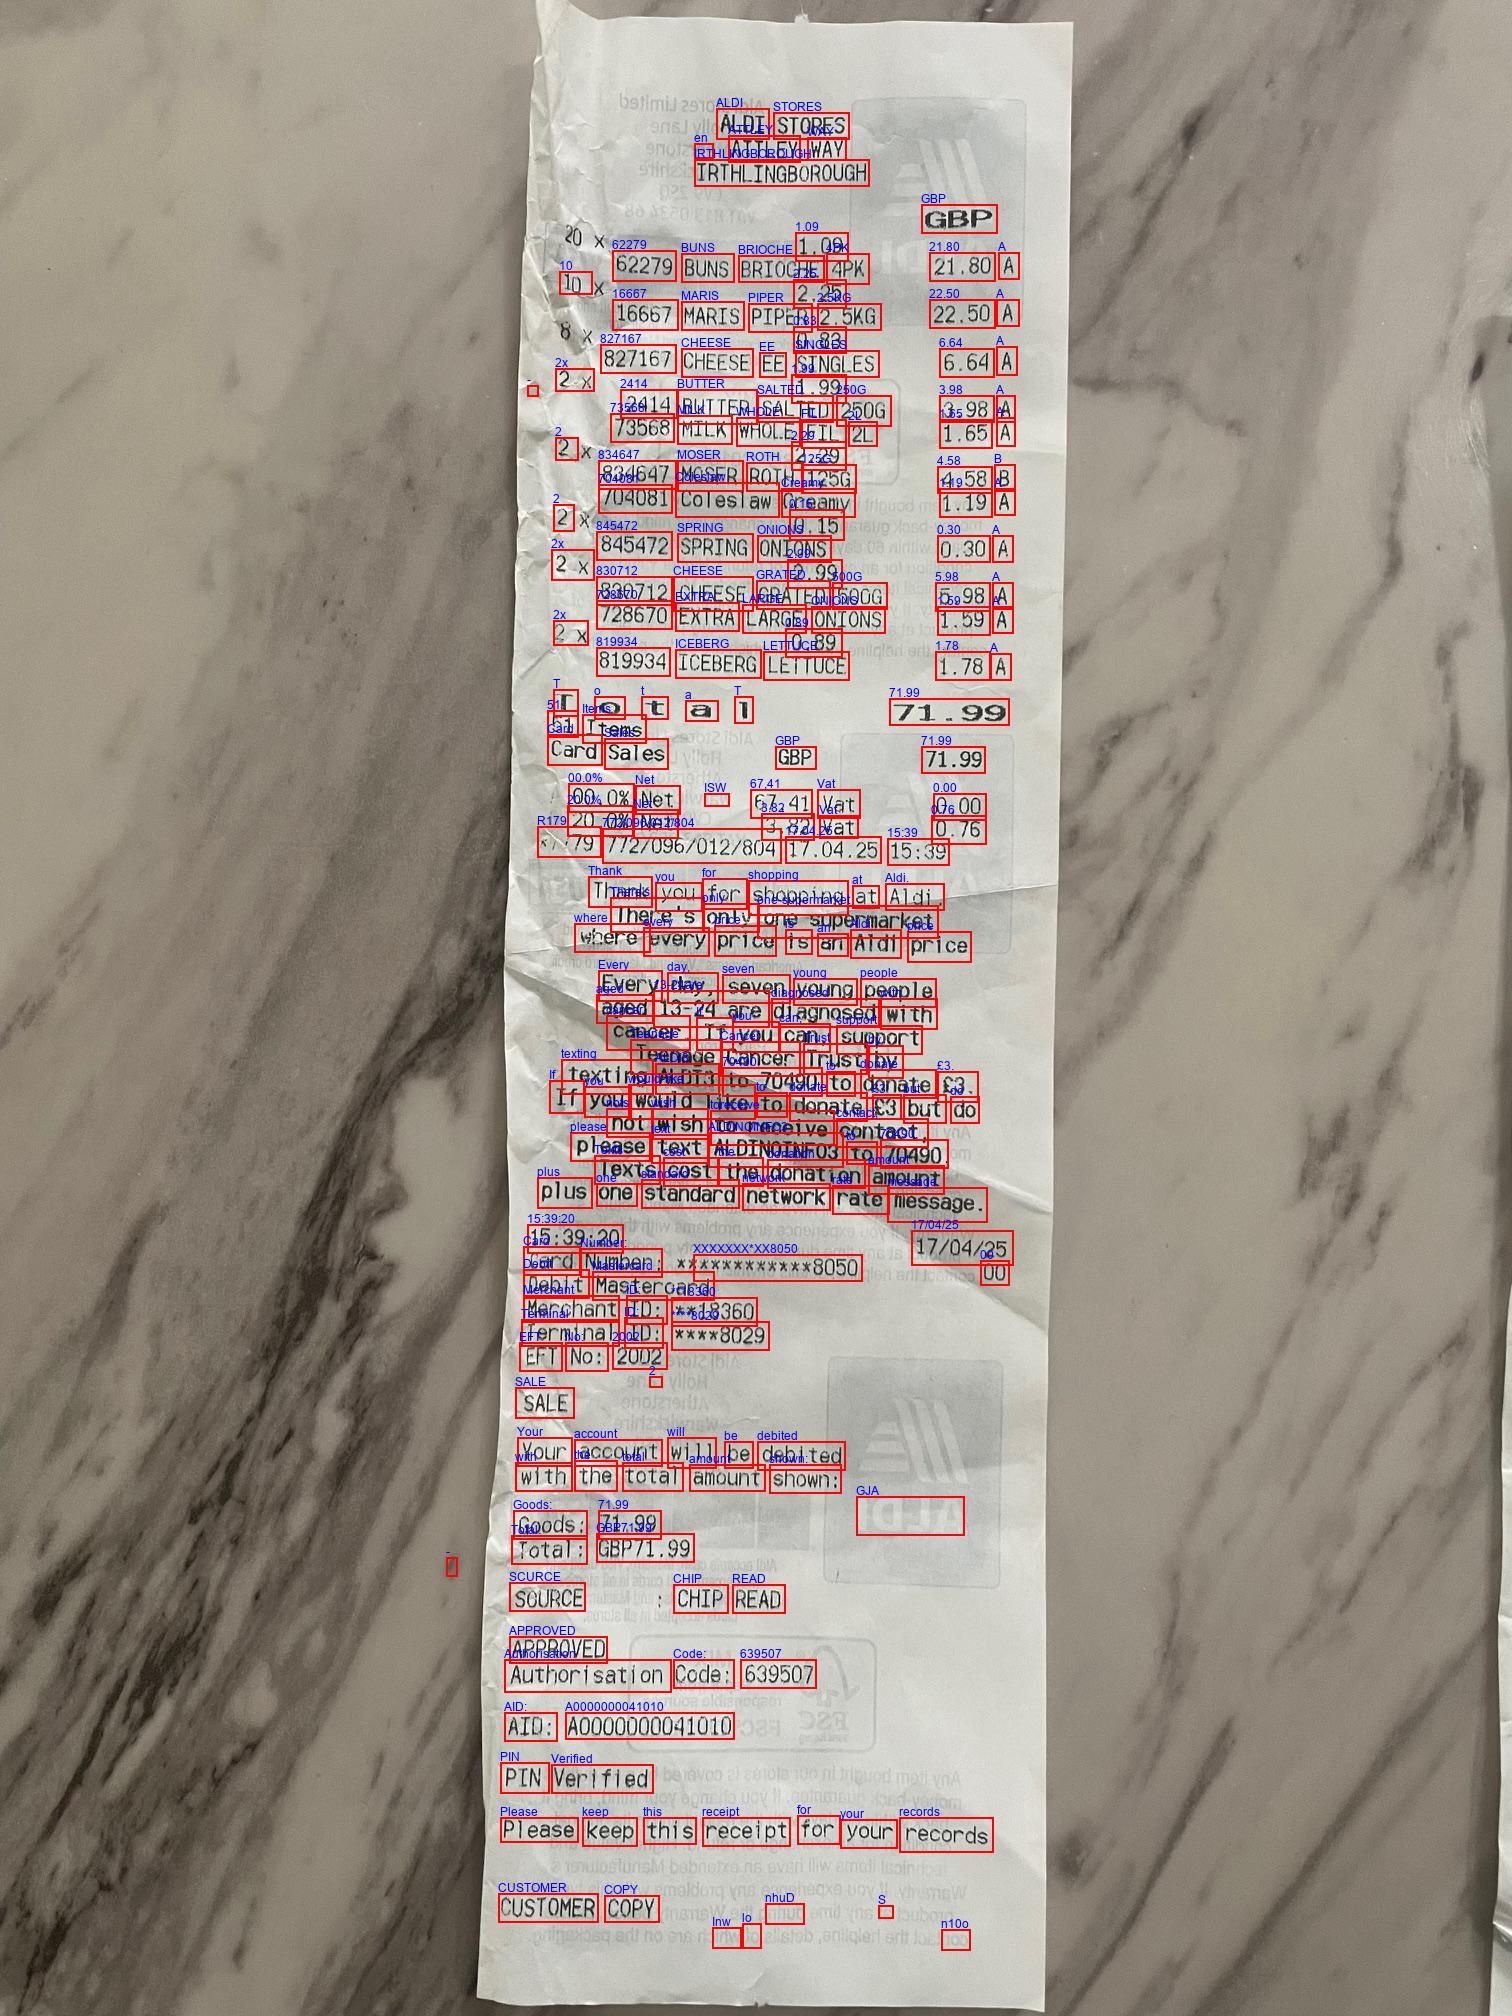 ALDI STORES
ATTLEY WAY
IRTHLINGBOROUGH
GBP
20 x 1.09
62279 BUNS BRIOCHE 4PK 21.80 A
10 x 2.25
16667 MARIS PIPER 2.5KG 22.50 A
8 x 0.83
827167 CHEESE EE SINGLES 6.64 A
2 x 1.99
2414 BUTTER SALTED 250G 3.98 A
73568 MILK WHOLE FIL 2L 1.65 A
2 x 2.29
834647 MOSER ROTH 125G 4.58 B
704081 Coleslaw Creamy 1.19 A
2 x 0.15
845472 SPRING ONIONS 0.30 A
2 x 2.99
830712 CHEESE GRATED 500G 5.98 A
728670 EXTRA LARGE ONIONS 1.59 A
2 x 0.89
819934 ICEBERG LETTUCE 1.78 A
Total 71.99
51 Items
Card Sales GBP 71.99
00.0% Net 67.41 Vat 0.00
20.0% Net 3.82 Vat 0.76
772/096/012/804 17.04.25 15:39
Thank you for shopping at Aldi.
There's only one supermarket
where every price is an Aldi price
Every day, seven young people
aged 13-24 are diagnosed with
cancer. If you can, support
Teenage Cancer Trust by
texting ALDI3 to 70490 to donate £3.
If you would like to donate £3 but do
not wish to receive contact,
please text ALDINOINFO3 to 70490.
Texts cost the donation amount
plus one standard network rate message.
15:39:20 17/04/25
Card Number: ************8050 00
Debit Mastercard
Merchant ID: **18360
Terminal ID: ****8029
EFT No: 2002
SALE
Your account will be debited
with the total amount shown:
Goods: 71.99
Total: GBP71.99
SOURCE : CHIP READ
APPROVED
Authorisation Code: 639507
AID: A0000000041010
PIN Verified
Please keep this receipt for your records
CUSTOMER COPY